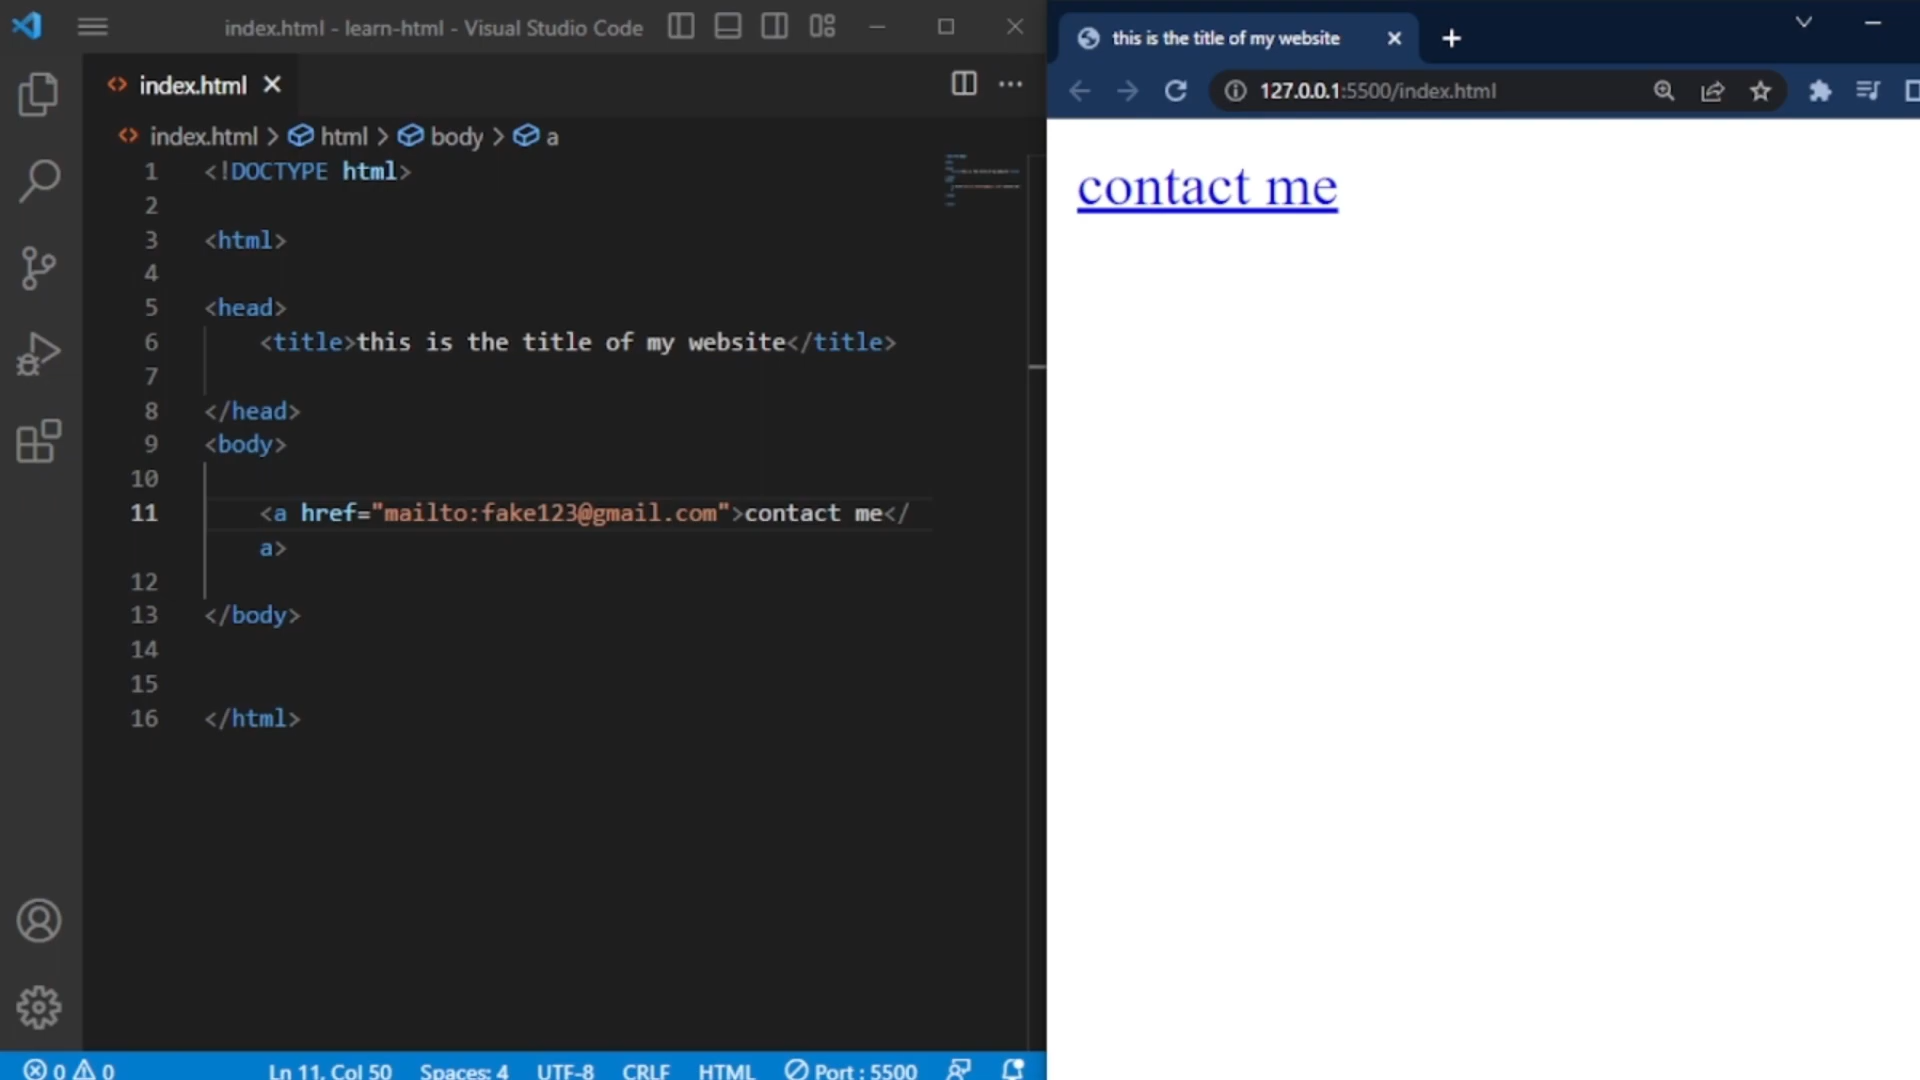 index.html - learn-html - Visual Studio Code
index.html
index.html > html > body > a
1 <!DOCTYPE html>
2
3 <html>
4
5 <head>
6 <title>this is the title of my website</title>
7
8 </head>
9 <body>
10
11 <a href="mailto:fake123@gmail.com">contact me</
a>
12
13 </body>
14
15
16 </html>
0 0 Ln 11, Col 50 Spaces: 4 UTF-8 CRLF HTML Port : 5500
this is the title of my website
127.0.0.1:5500/index.html
contact me